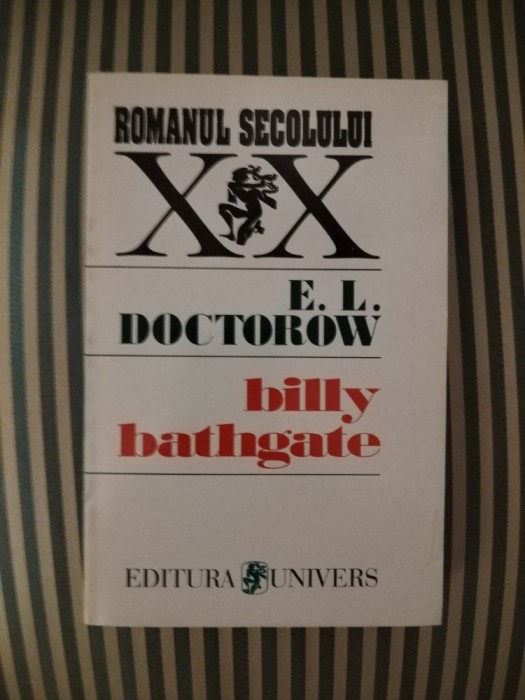 ROMANUL SECOLULUI
XX
E. L.
DOCTOROW
billy
bathgate
EDITURA UNIVERS